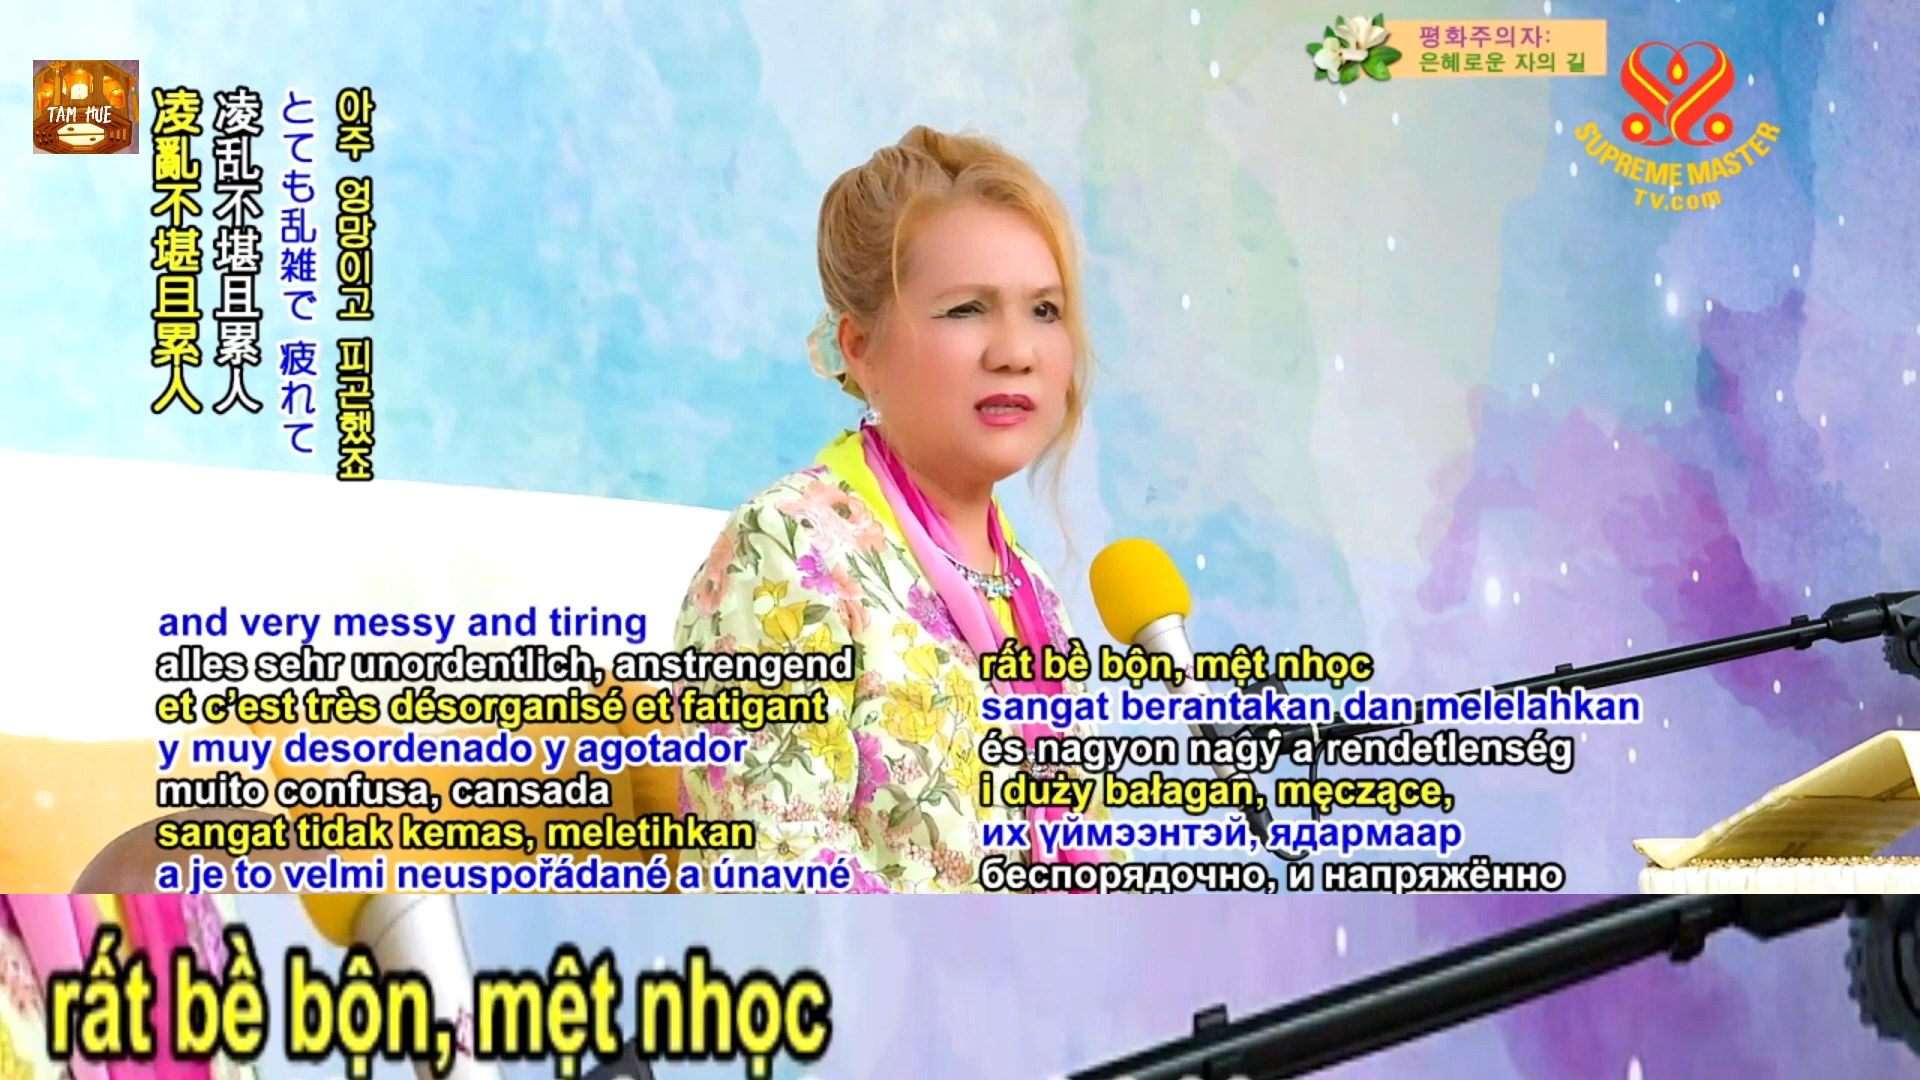 TAM HUE
凌亂不堪且累人
凌乱不堪且累人
とても乱雑で 疲れて
아주 엉망이고 피곤했죠
평화주의자:
은혜로운 자의 길
SUPREME MASTER
TV.com
and very messy and tiring
alles sehr unordentlich, anstrengend
et c’est très désorganisé et fatigant
y muy desordenado y agotador
muito confusa, cansada
sangat tidak kemas, meletihkan
a je to velmi neuspořádané a únavné
rất bề bộn, mệt nhọc
sangat berantakan dan melelahkan
és nagyon nagy a rendetlenség
i duży bałagan, męczące,
их үймээнтэй, ядармаар
беспорядочно, и напряжённо
rất bề bộn, mệt nhọc